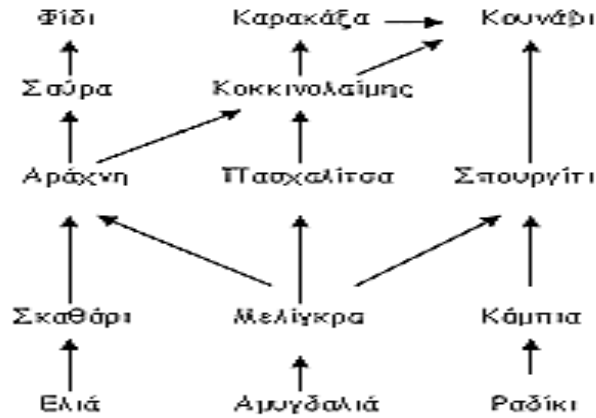 Φίδι Καρακάξα Κουνάβι
Σαύρα Κοκκινολαίμης
Αράχνη Πασχαλίτσα Σπουργίτι
Σκαθάρι Μελίγκρα Κάμπια
Ελιά Αμυγδαλιά Ραδίκι